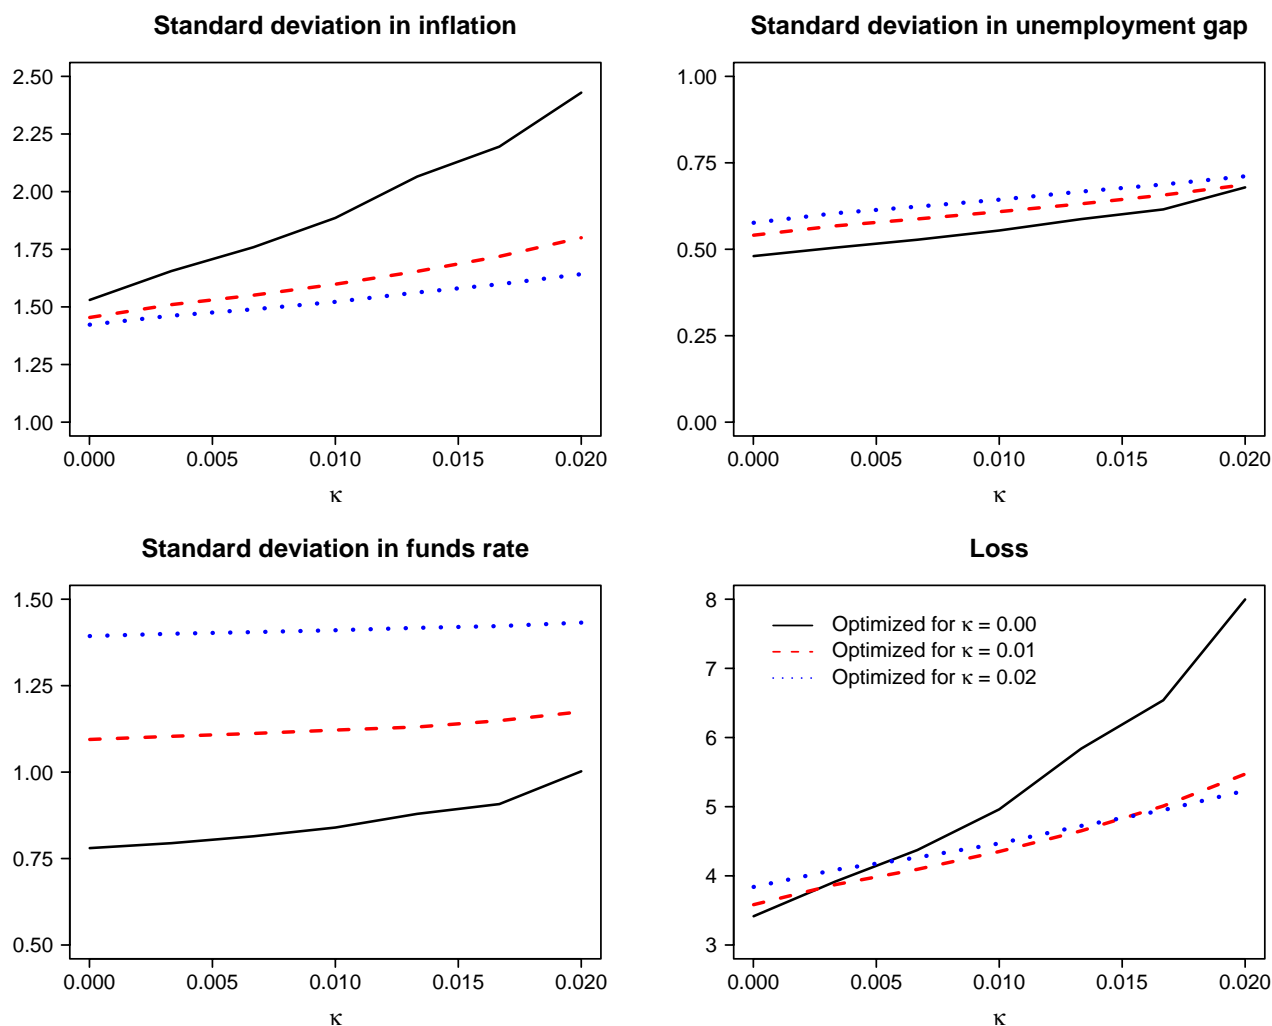 Standard deviation in inflation
2.50
2.25
2.00
1.75
1.50
1.25
1.00
0.000 0.005 0.010 0.015 0.020
κ
Standard deviation in unemployment gap
1.00
0.75
0.50
0.25
0.00
0.000 0.005 0.010 0.015 0.020
κ
Standard deviation in funds rate
1.50
1.25
1.00
0.75
0.50
0.000 0.005 0.010 0.015 0.020
κ
Loss
8
7
6
5
4
3
Optimized for κ = 0.00
Optimized for κ = 0.01
Optimized for κ = 0.02
0.000 0.005 0.010 0.015 0.020
κ